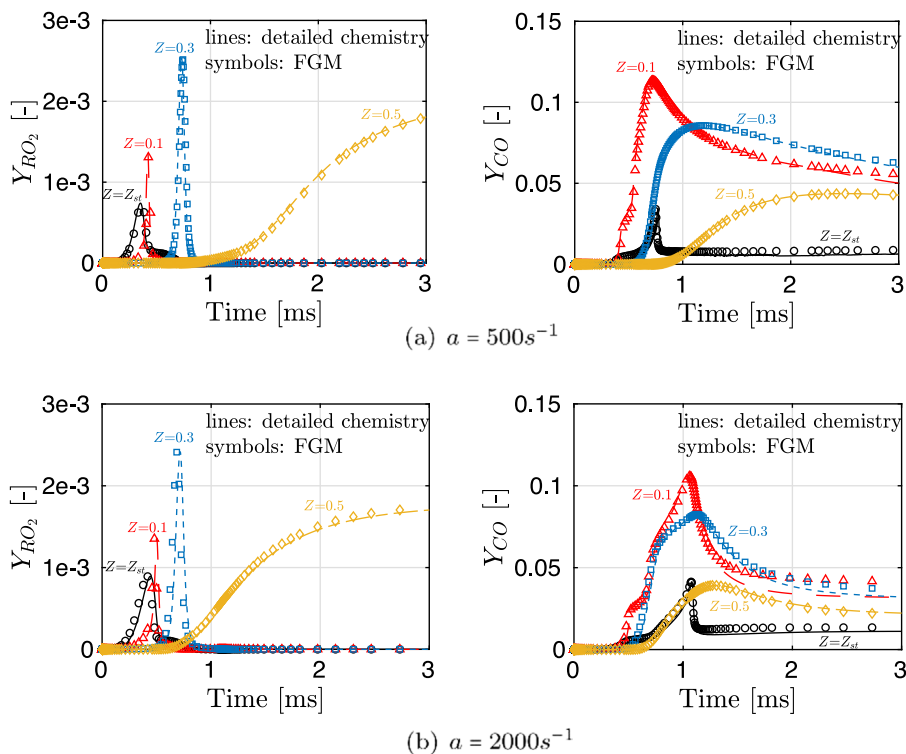 3e-3
2e-3
1e-3
0
Y_{RO_2} [-]
lines: detailed chemistry
symbols: FGM
Z=0.3
Z=0.1
Z=Z_{st}
Z=0.5
0 1 2 3
Time [ms]
0.15
0.1
0.05
0
Y_{CO} [-]
lines: detailed chemistry
symbols: FGM
Z=0.1
Z=0.3
Z=0.5
Z=Z_{st}
0 1 2 3
Time [ms]
(a) a = 500s^{-1}
3e-3
2e-3
1e-3
0
Y_{RO_2} [-]
lines: detailed chemistry
symbols: FGM
Z=0.3
Z=0.5
Z=0.1
Z=Z_{st}
0 1 2 3
Time [ms]
0.15
0.1
0.05
0
Y_{CO} [-]
lines: detailed chemistry
symbols: FGM
Z=0.1
Z=0.3
Z=0.5
Z=Z_{st}
0 1 2 3
Time [ms]
(b) a = 2000s^{-1}